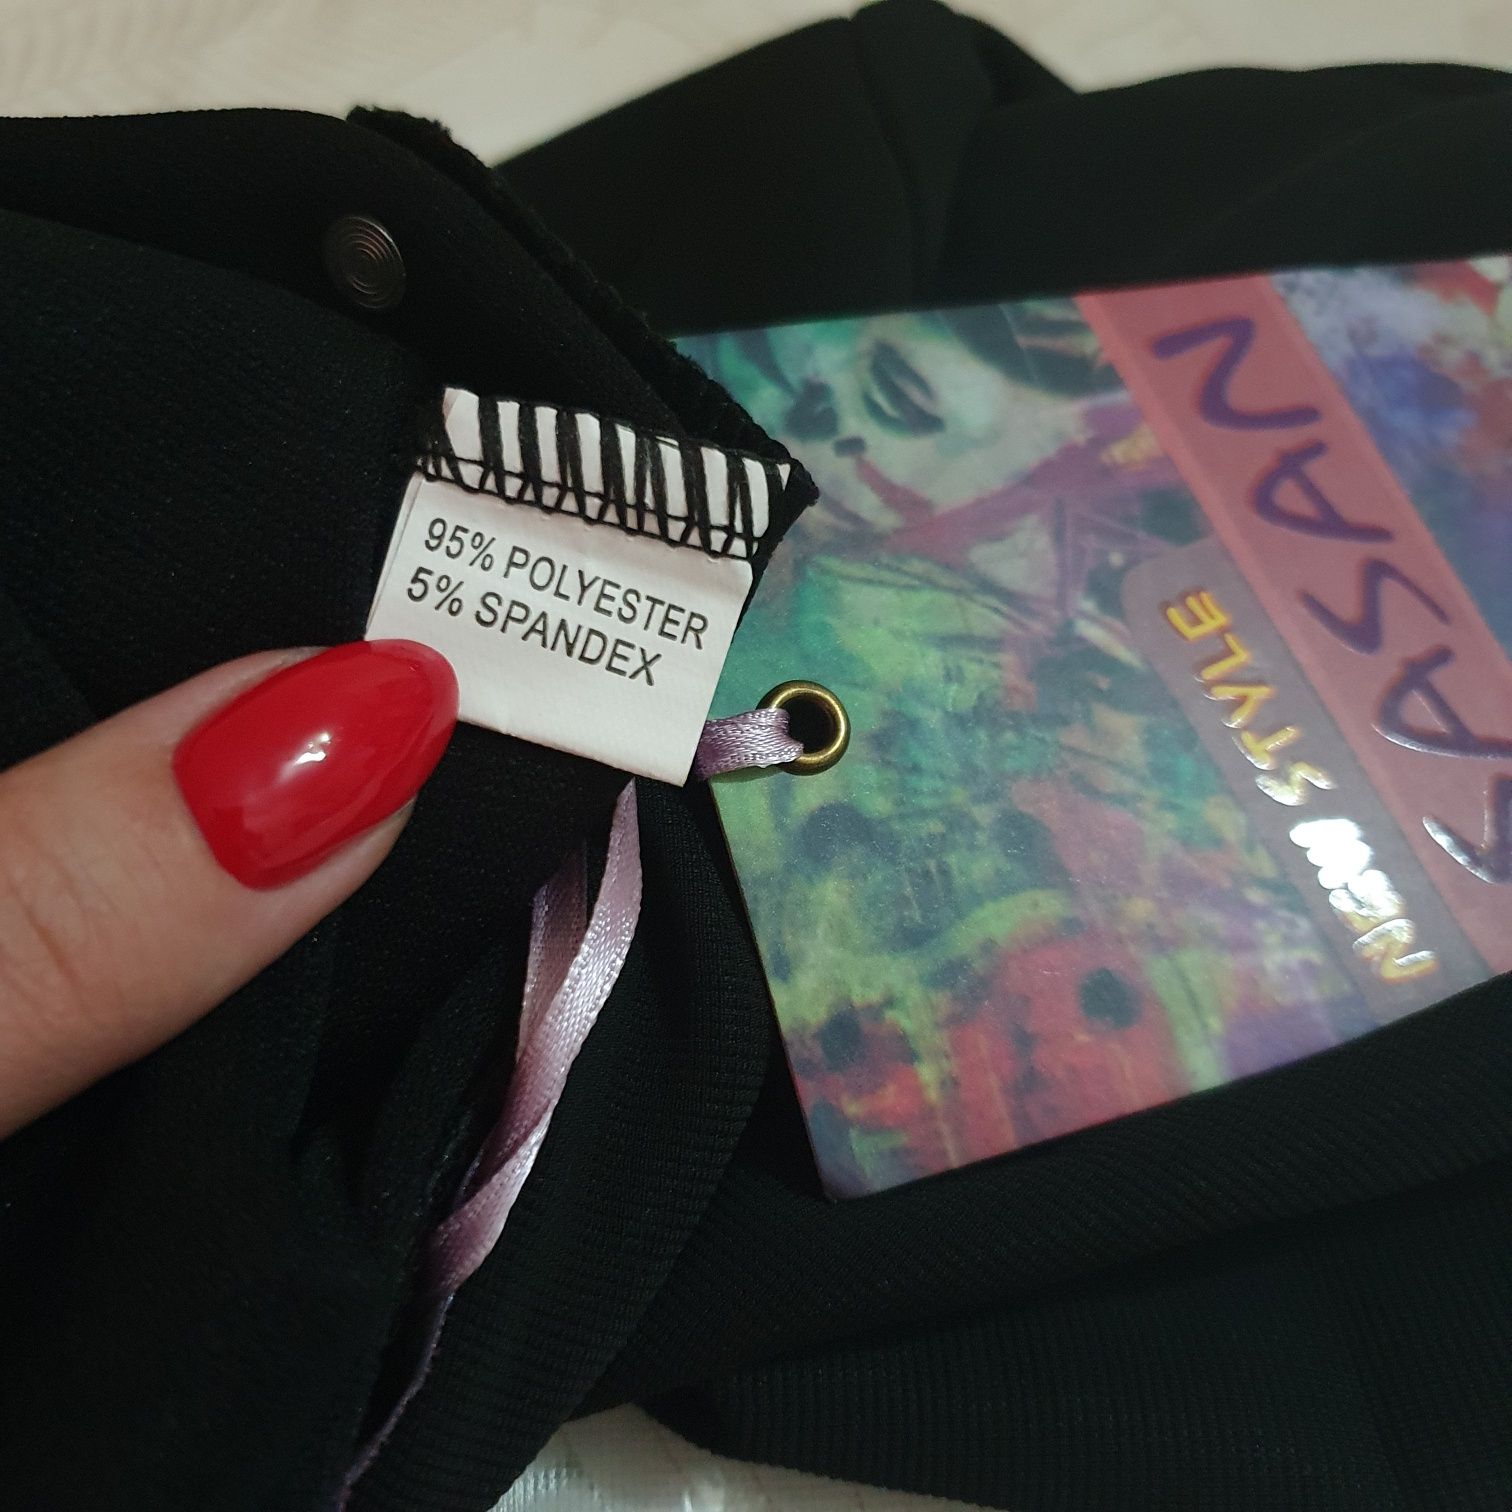 95% POLYESTER
5% SPANDEX
NEW STYLE